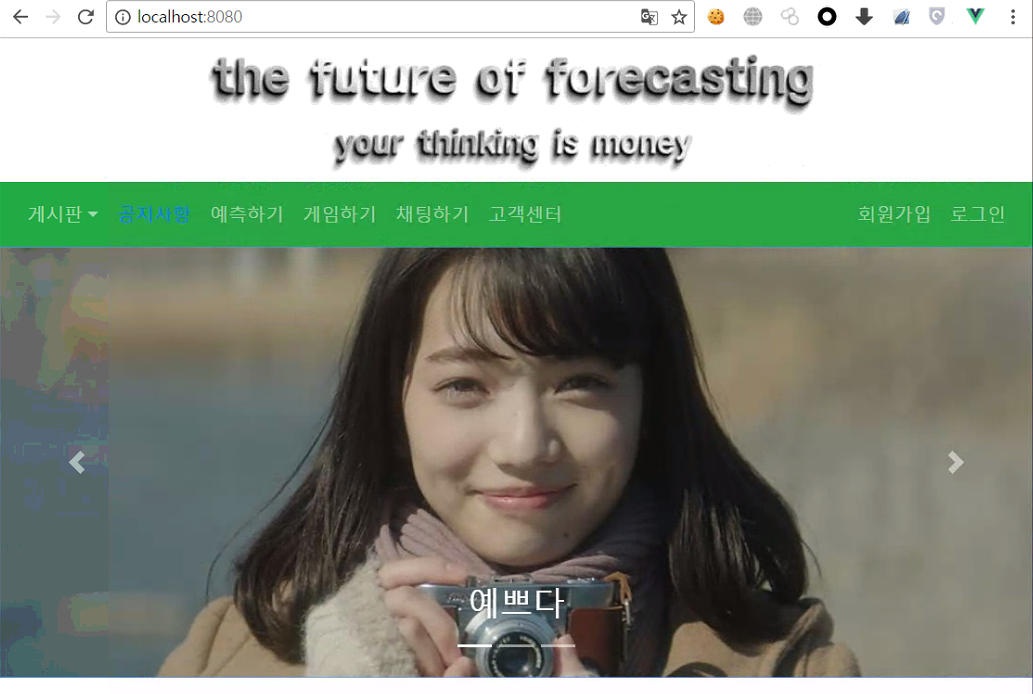 localhost:8080
the future of forecasting
your thinking is money
게시판 공지사항 예측하기 게임하기 채팅하기 고객센터 회원가입 로그인
예쁘다